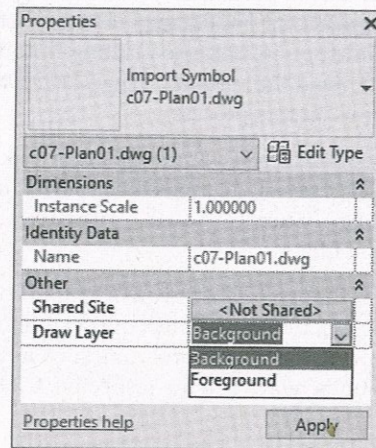 Properties
Import Symbol
c07-Plan01.dwg
c07-Plan01.dwg (1) Edit Type
Dimensions
Instance Scale 1.000000
Identity Data
Name c07-Plan01.dwg
Other
Shared Site <Not Shared>
Draw Layer Background
Background
Foreground
Properties help Apply